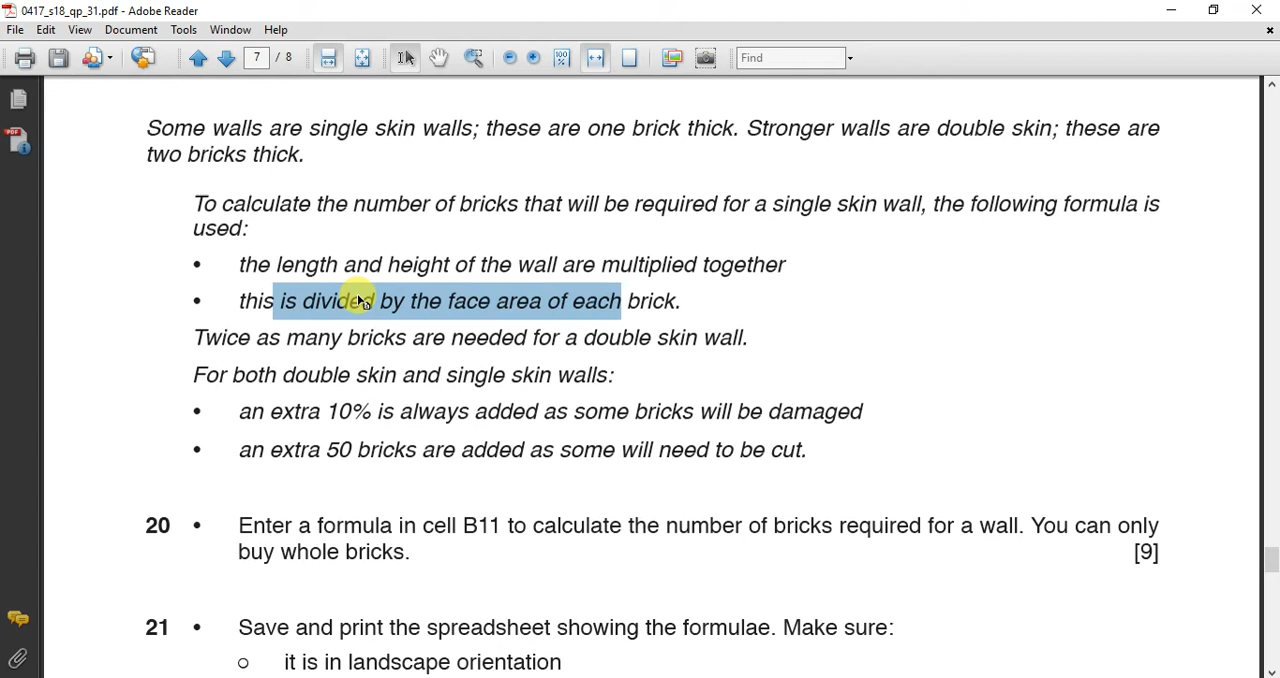 0417_s18_qp_31.pdf - Adobe Reader
File Edit View Document Tools Window Help
7 / 8 Find
Some walls are single skin walls; these are one brick thick. Stronger walls are double skin; these are
two bricks thick.
To calculate the number of bricks that will be required for a single skin wall, the following formula is
used:
• the length and height of the wall are multiplied together
• this is divided by the face area of each brick.
Twice as many bricks are needed for a double skin wall.
For both double skin and single skin walls:
• an extra 10% is always added as some bricks will be damaged
• an extra 50 bricks are added as some will need to be cut.
20 • Enter a formula in cell B11 to calculate the number of bricks required for a wall. You can only
buy whole bricks. [9]
21 • Save and print the spreadsheet showing the formulae. Make sure:
o it is in landscape orientation